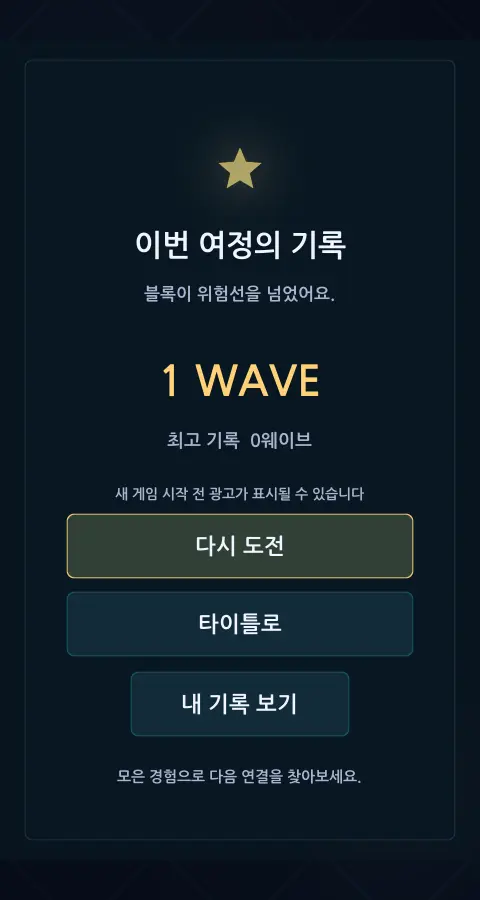 이번 여정의 기록
블록이 위험선을 넘었어요.
1 WAVE
최고 기록 0웨이브
새 게임 시작 전 광고가 표시될 수 있습니다
다시 도전
타이틀로
내 기록 보기
모은 경험으로 다음 연결을 찾아보세요.